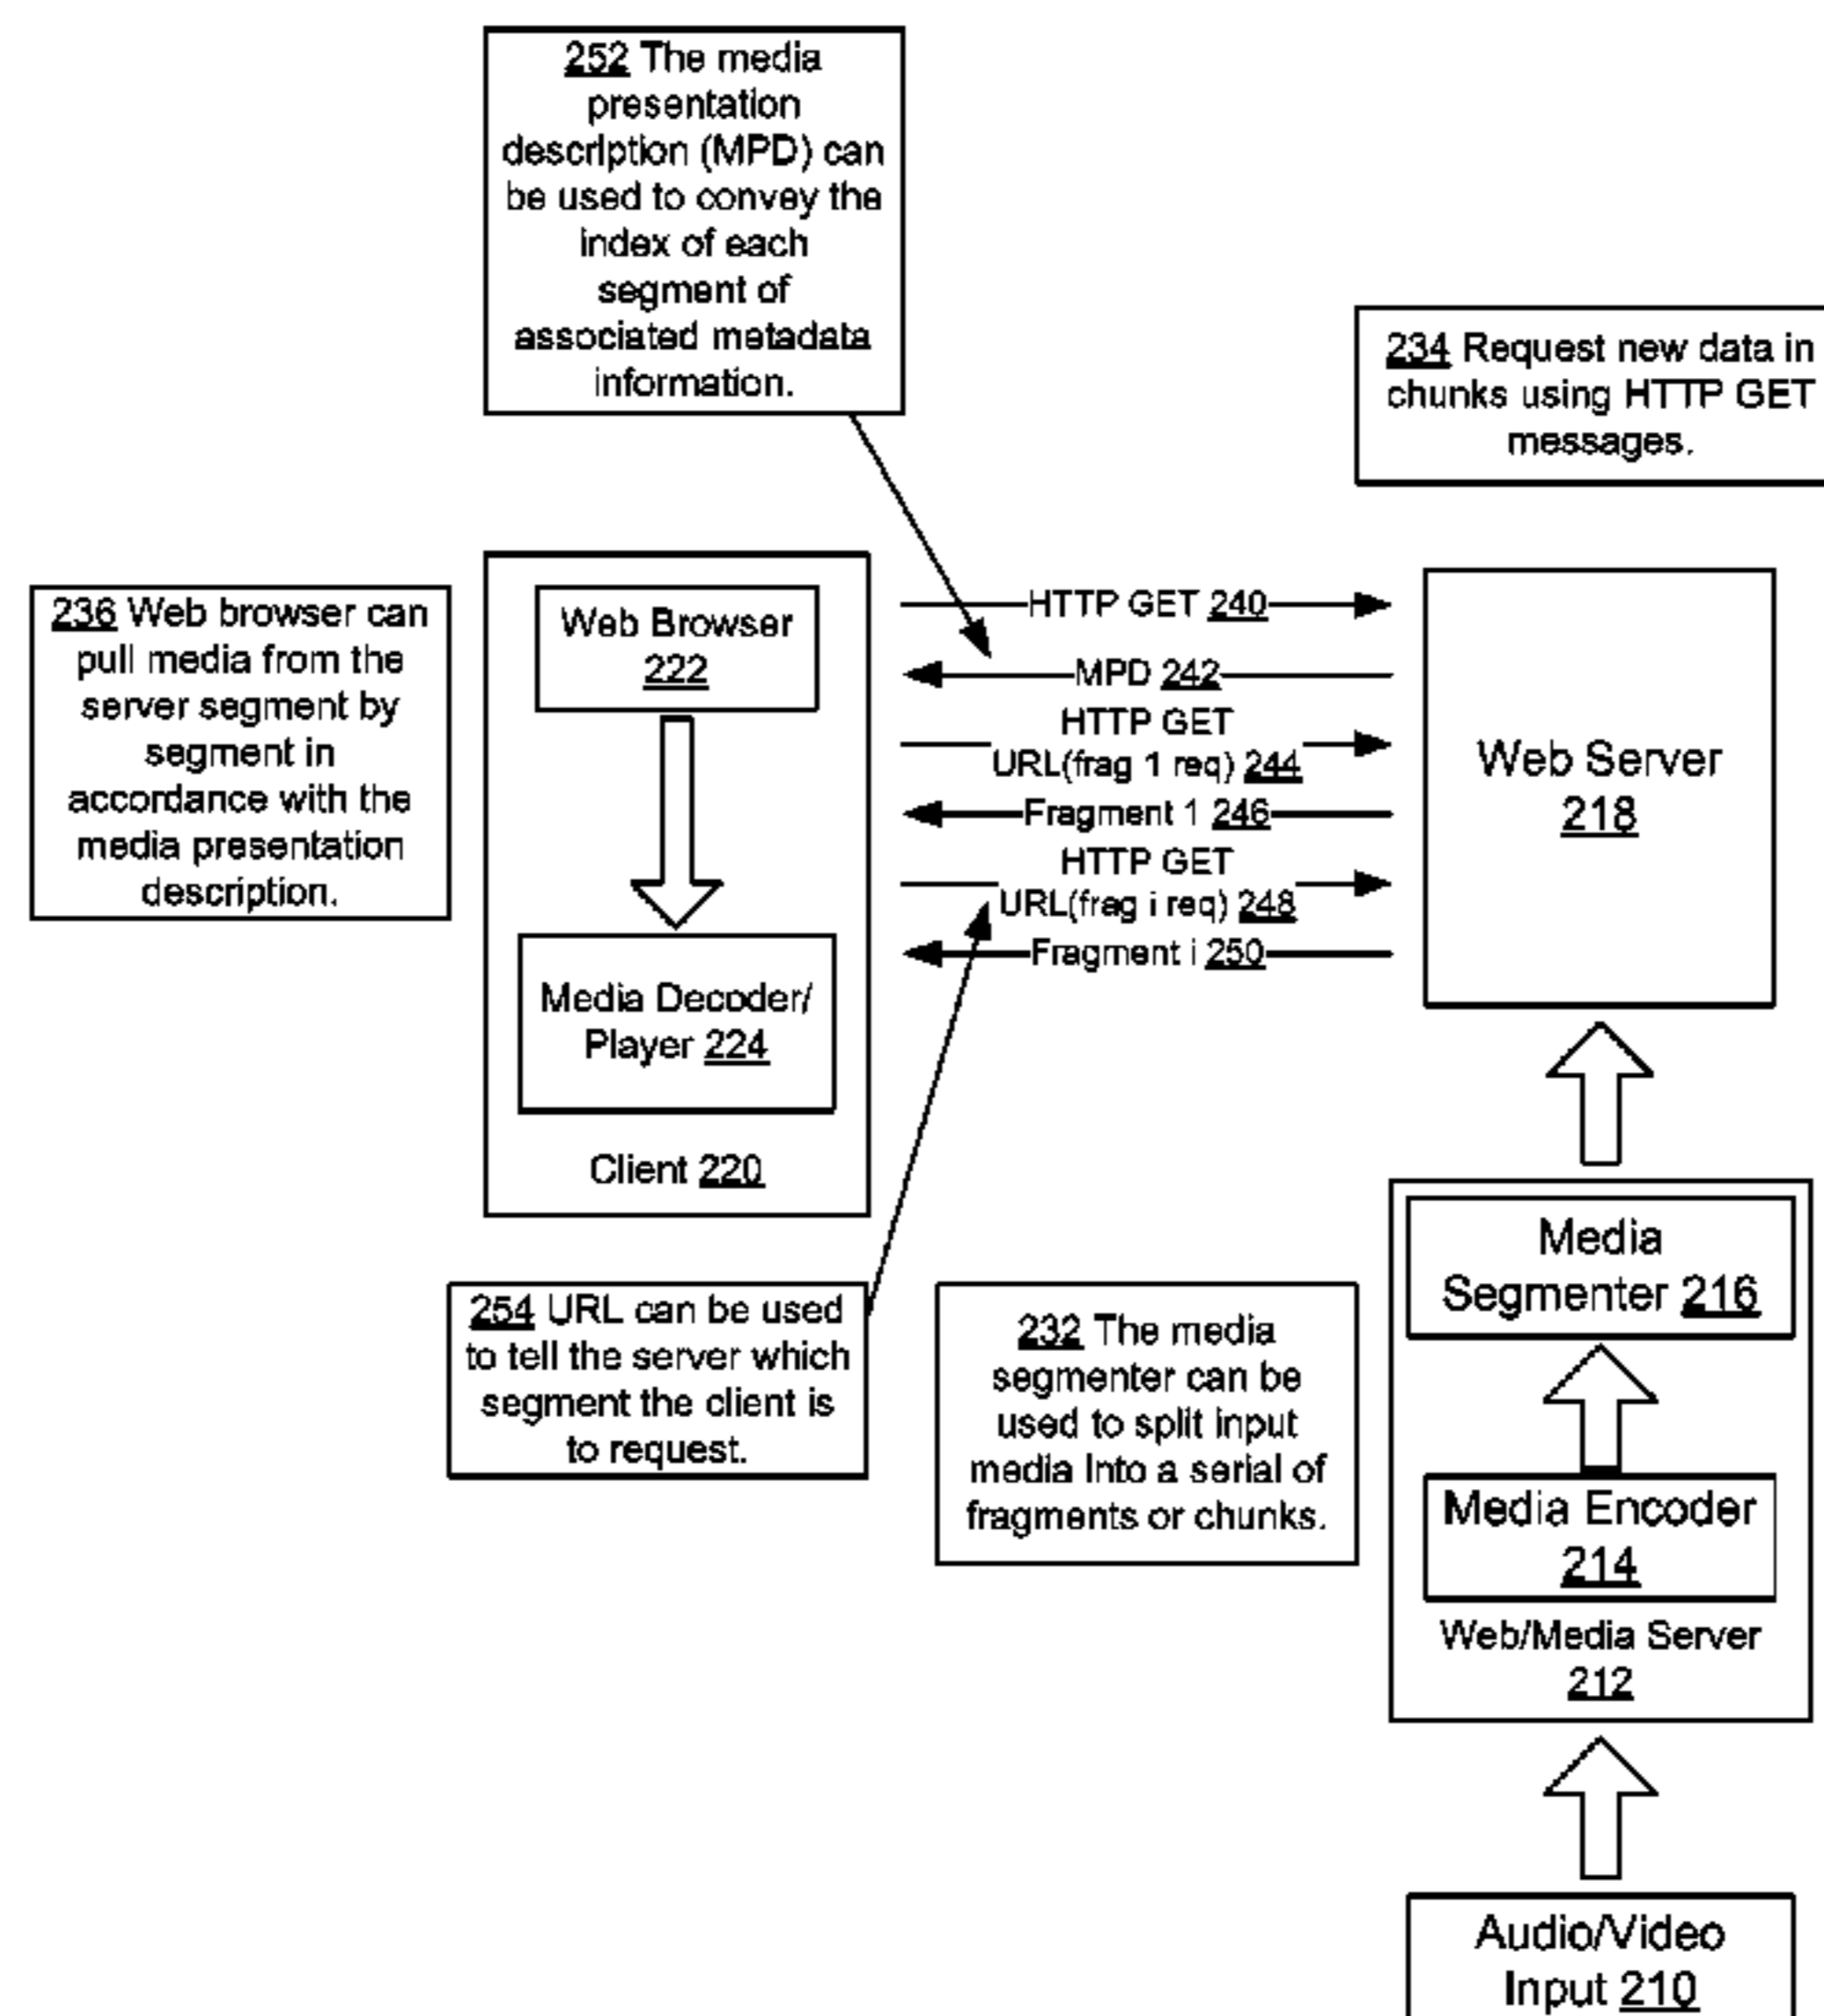 252 The media
presentation
description (MPD) can
be used to convey the
index of each
segment of
associated metadata
information.
234 Request new data in
chunks using HTTP GET
messages.
236 Web browser can
pull media from the
server segment by
segment in
accordance with the
media presentation
description.
Web Browser
222
Media Decoder/
Player 224
Client 220
HTTP GET 240
MPD 242
HTTP GET
URL(frag 1 req) 244
Fragment 1 246
HTTP GET
URL(frag i req) 248
Fragment i 250
Web Server
218
254 URL can be used
to tell the server which
segment the client is
to request.
232 The media
segmenter can be
used to split input
media into a serial of
fragments or chunks.
Media
Segmenter 216
Media Encoder
214
Web/Media Server
212
Audio/Video
Input 210